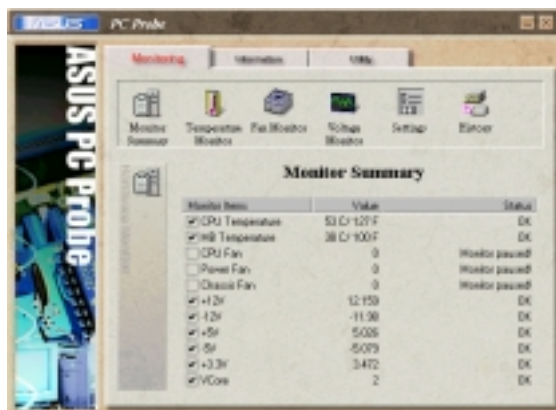 ASUS PC Probe
ASUS PC Probe
Monitoring Information Utility
Monitor Summary
Temperature Monitor
Fan Monitor
Voltage Monitor
Settings
History
Monitor Summary
Monitor Items Value Status
CPU Temperature 53 C/ 127 F OK
MB Temperature 38 C/ 100 F OK
CPU Fan 0 Monitor paused!
Power Fan 0 Monitor paused!
Chassis Fan 0 Monitor paused!
+12V 12.159 OK
-12V -11.98 OK
+5V 5.026 OK
-5V -5.079 OK
+3.3V 3.472 OK
VCore 2 OK